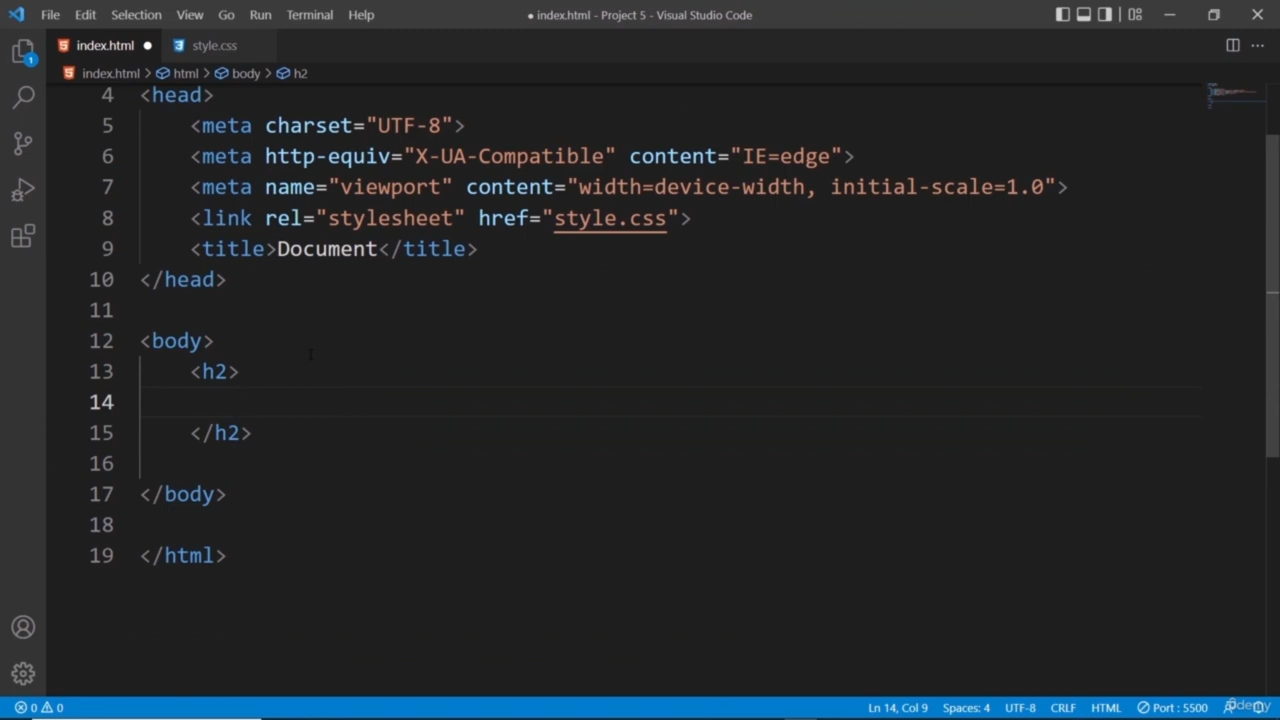 File Edit Selection View Go Run Terminal Help ● index.html - Project 5 - Visual Studio Code
index.html ● style.css
index.html > html > body > h2
4 <head>
5 <meta charset="UTF-8">
6 <meta http-equiv="X-UA-Compatible" content="IE=edge">
7 <meta name="viewport" content="width=device-width, initial-scale=1.0">
8 <link rel="stylesheet" href="style.css">
9 <title>Document</title>
10 </head>
11
12 <body>
13 <h2>
14
15 </h2>
16
17 </body>
18
19 </html>
1
0 0 Ln 14, Col 9 Spaces: 4 UTF-8 CRLF HTML Port : 5500
Udemy